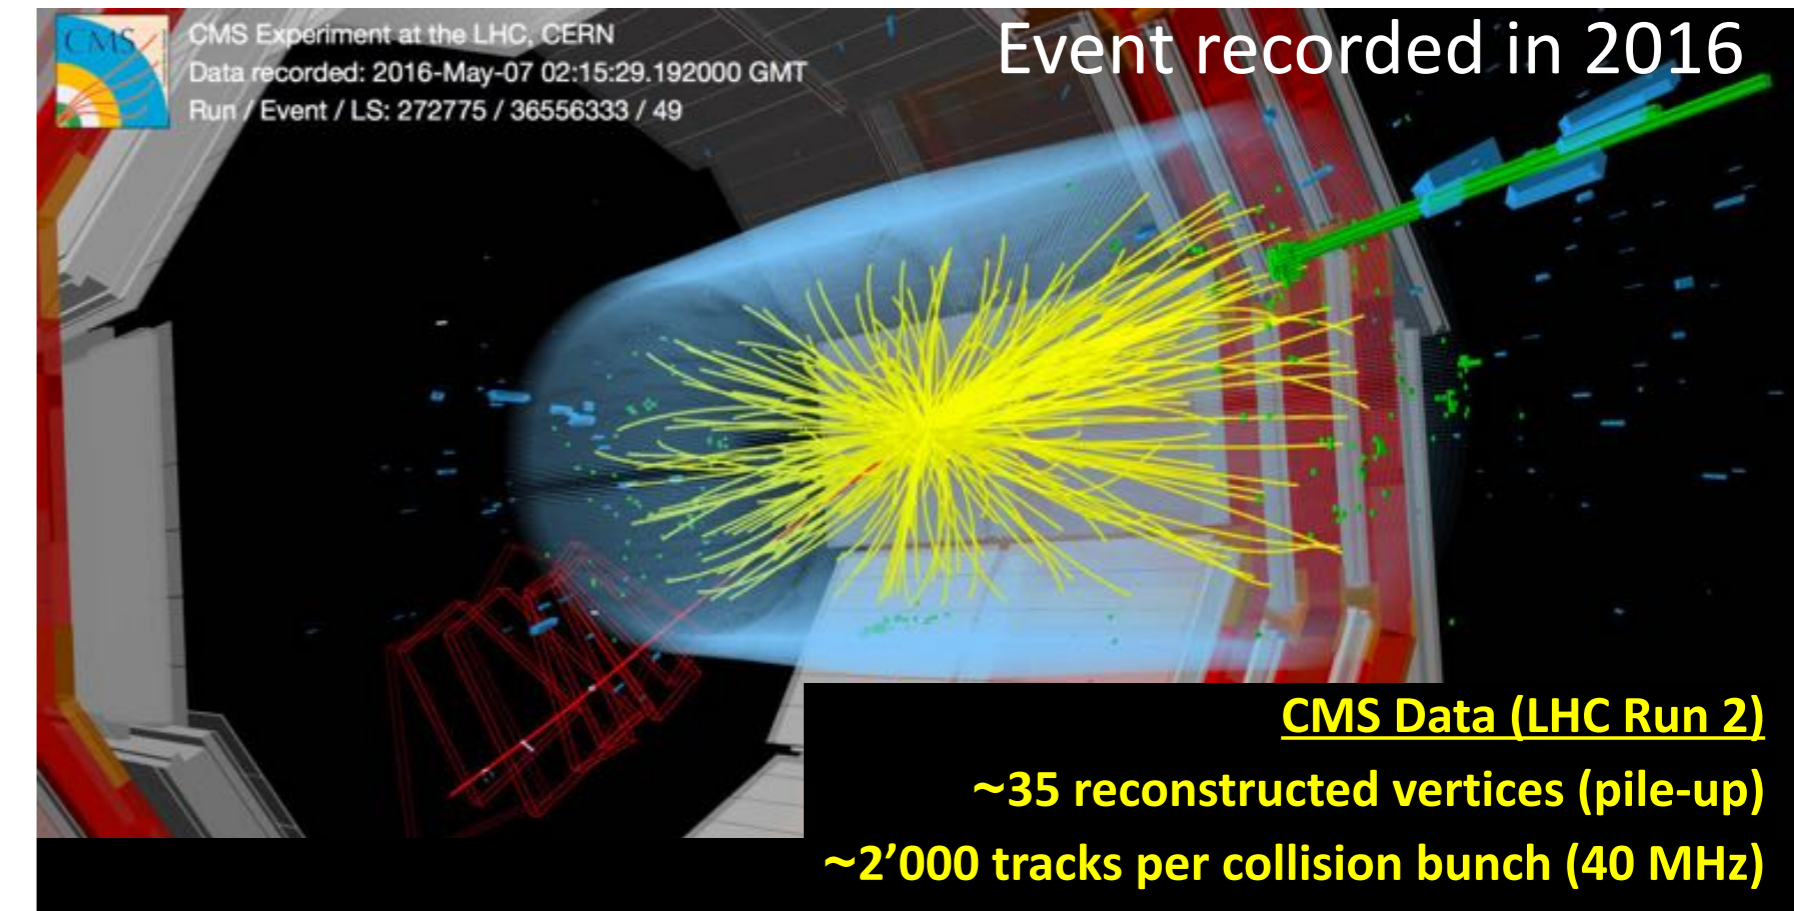 CMS
CMS Experiment at the LHC, CERN
Data recorded: 2016-May-07 02:15:29.192000 GMT
Run / Event / LS: 272775 / 36556333 / 49
Event recorded in 2016
CMS Data (LHC Run 2)
~35 reconstructed vertices (pile-up)
~2’000 tracks per collision bunch (40 MHz)